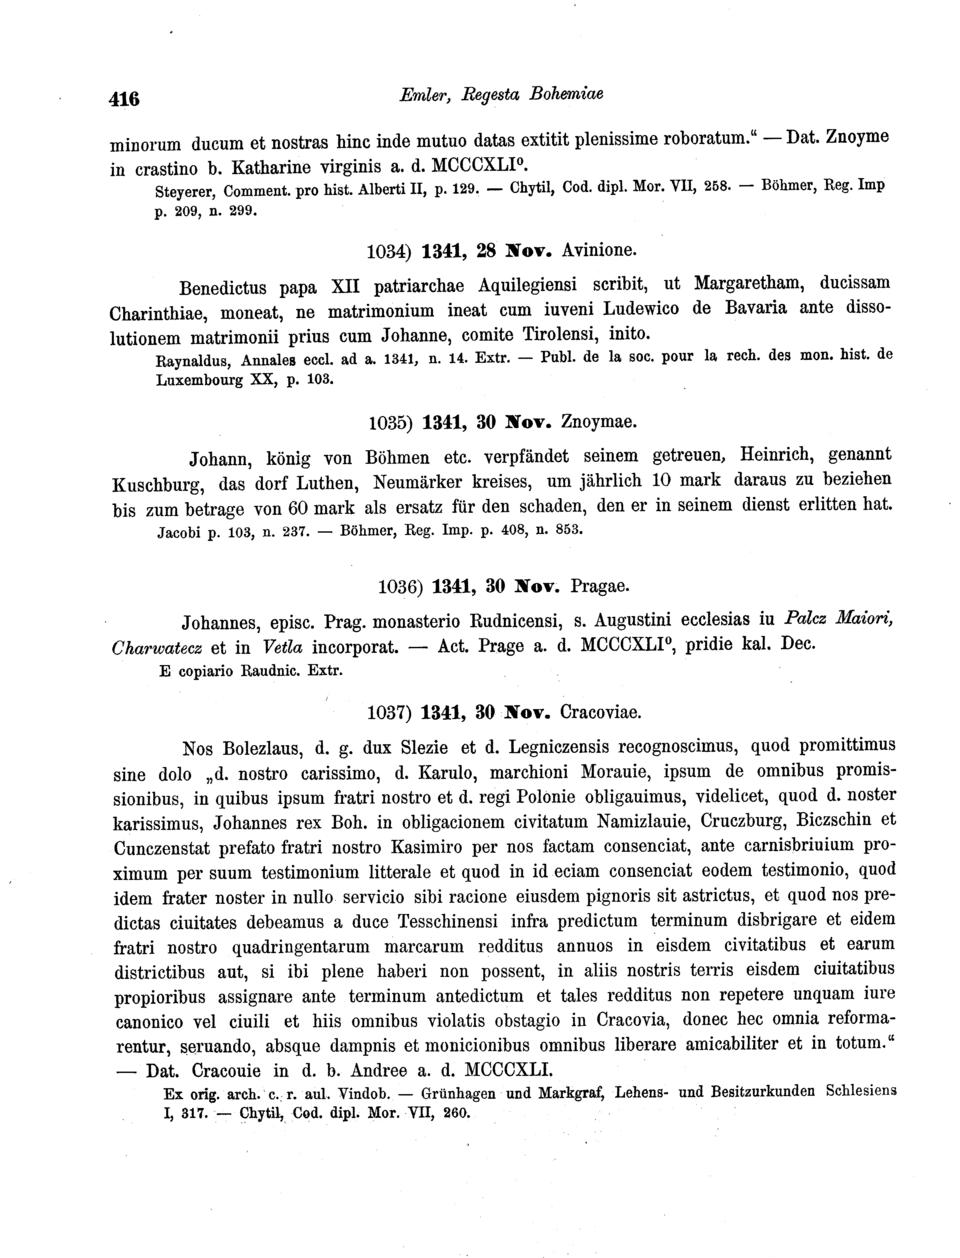 416
Emler, Regesta Bohemiae
minorum ducum et nostras hinc inde mutuo datas extitit plenissime roboratum.“ — Dat. Znoyme
in crastino b. Katharine virginis a. d. MCCCXLI⁰.
Steyerer, Comment. pro hist. Alberti II, p. 129. — Chytil, Cod. dipl. Mor. VII, 258. — Böhmer, Reg. Imp
p. 209, n. 299.
1034) 1341, 28 Nov. Avinione.
Benedictus papa XII patriarchae Aquilegiensi scribit, ut Margaretham, ducissam
Charinthiae, moneat, ne matrimonium ineat cum iuveni Ludewico de Bavaria ante disso-
lutionem matrimonii prius cum Johanne, comite Tirolensi, inito.
Raynaldus, Annales eccl. ad a. 1341, n. 14. Extr. — Publ. de la soc. pour la rech. des mon. hist. de
Luxembourg XX, p. 103.
1035) 1341, 30 Nov. Znoymae.
Johann, könig von Böhmen etc. verpfändet seinem getreuen, Heinrich, genannt
Kuschburg, das dorf Luthen, Neumärker kreises, um jährlich 10 mark daraus zu beziehen
bis zum betrage von 60 mark als ersatz für den schaden, den er in seinem dienst erlitten hat.
Jacobi p. 103, n. 237. — Böhmer, Reg. Imp. p. 408, n. 853.
1036) 1341, 30 Nov. Pragae.
Johannes, episc. Prag. monasterio Rudnicensi, s. Augustini ecclesias iu Palcz Maiori,
Charwatecz et in Vetla incorporat. — Act. Prage a. d. MCCCXLI⁰, pridie kal. Dec.
E copiario Raudnic. Extr.
1037) 1341, 30 Nov. Cracoviae.
Nos Bolezlaus, d. g. dux Slezie et d. Legniczensis recognoscimus, quod promittimus
sine dolo „d. nostro carissimo, d. Karulo, marchioni Morauie, ipsum de omnibus promis-
sionibus, in quibus ipsum fratri nostro et d. regi Polonie obligauimus, videlicet, quod d. noster
karissimus, Johannes rex Boh. in obligacionem civitatum Namizlauie, Cruczburg, Biczschin et
Cunczenstat prefato fratri nostro Kasimiro per nos factam consenciat, ante carnisbriuium pro-
ximum per suum testimonium litterale et quod in id eciam consenciat eodem testimonio, quod
idem frater noster in nullo servicio sibi racione eiusdem pignoris sit astrictus, et quod nos pre-
dictas ciuitates debeamus a duce Tesschinensi infra predictum terminum disbrigare et eidem
fratri nostro quadringentarum marcarum redditus annuos in eisdem civitatibus et earum
districtibus aut, si ibi plene haberi non possent, in aliis nostris terris eisdem ciuitatibus
propioribus assignare ante terminum antedictum et tales redditus non repetere unquam iure
canonico vel ciuili et hiis omnibus violatis obstagio in Cracovia, donec hec omnia reforma-
rentur, seruando, absque dampnis et monicionibus omnibus liberare amicabiliter et in totum.“
— Dat. Cracouie in d. b. Andree a. d. MCCCXLI.
Ex orig. arch. c. r. aul. Vindob. — Grünhagen und Markgraf, Lehens- und Besitzurkunden Schlesiens
I, 317. — Chytil, Cod. dipl. Mor. VII, 260.